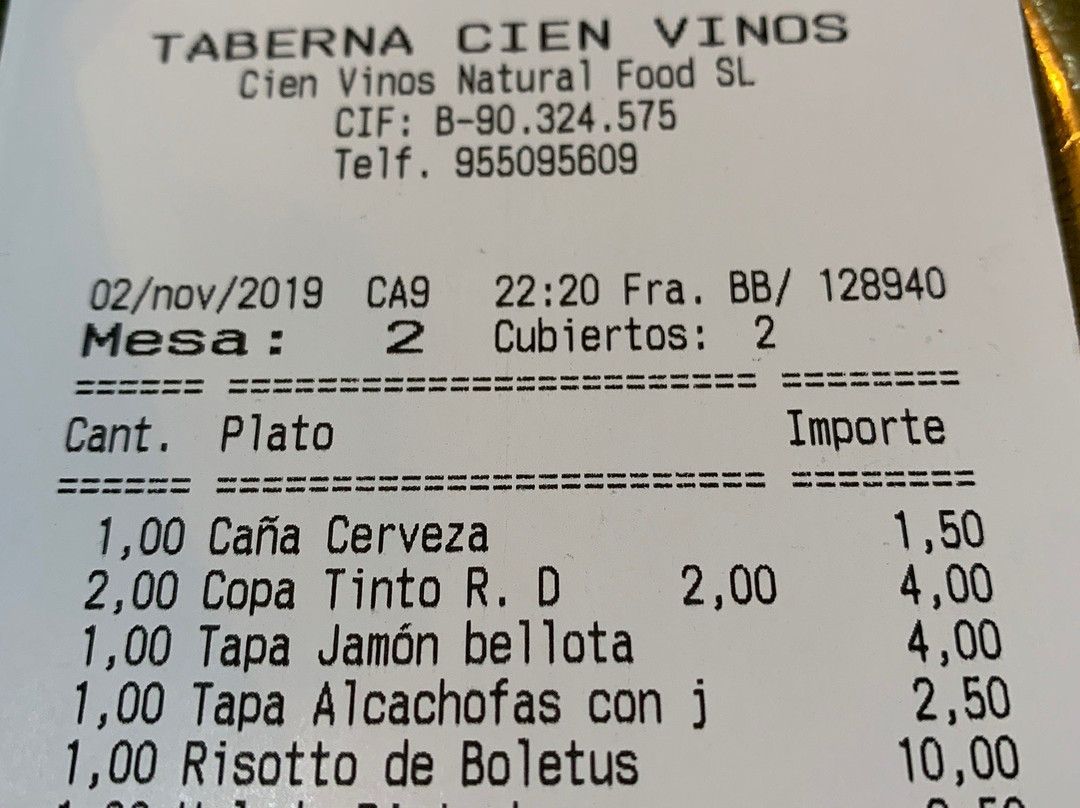 TABERNA CIEN VINOS
Cien Vinos Natural Food SL
CIF: B-90.324.575
Telf. 955095609
02/nov/2019 CA9 22:20 Fra. BB/ 128940
Mesa: 2 Cubiertos: 2
====== ========================= ========
Cant. Plato Importe
====== ========================= ========
1,00 Caña Cerveza 1,50
2,00 Copa Tinto R. D 2,00 4,00
1,00 Tapa Jamón bellota 4,00
1,00 Tapa Alcachofas con j 2,50
1,00 Risotto de Boletus 10,00